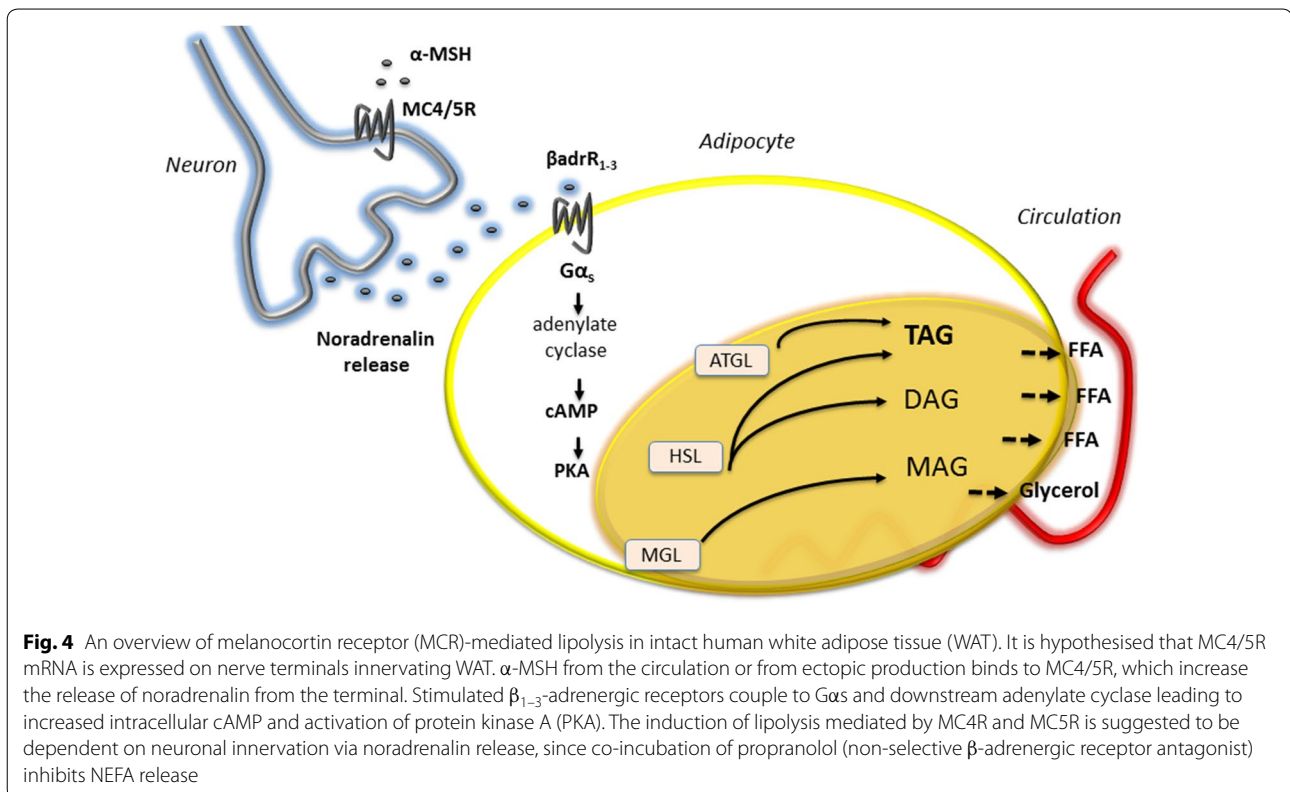 α-MSH
MC4/5R
Neuron
βadrR1-3
Adipocyte
Circulation
Gαs
adenylate
cyclase
cAMP
PKA
Noradrenalin
release
ATGL
HSL
MGL
TAG
DAG
MAG
FFA
FFA
FFA
Glycerol
Fig. 4 An overview of melanocortin receptor (MCR)-mediated lipolysis in intact human white adipose tissue (WAT). It is hypothesised that MC4/5R
mRNA is expressed on nerve terminals innervating WAT. α-MSH from the circulation or from ectopic production binds to MC4/5R, which increase
the release of noradrenalin from the terminal. Stimulated β1–3-adrenergic receptors couple to Gαs and downstream adenylate cyclase leading to
increased intracellular cAMP and activation of protein kinase A (PKA). The induction of lipolysis mediated by MC4R and MC5R is suggested to be
dependent on neuronal innervation via noradrenalin release, since co-incubation of propranolol (non-selective β-adrenergic receptor antagonist)
inhibits NEFA release